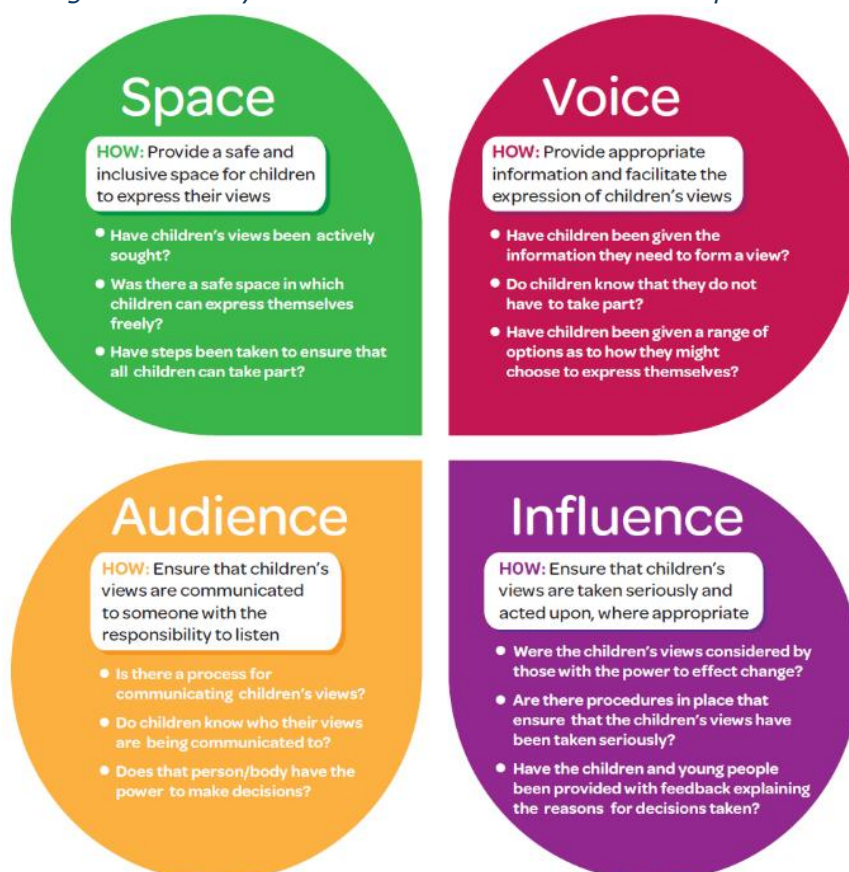 Space
HOW: Provide a safe and
inclusive space for children
to express their views
• Have children's views been actively
sought?
• Was there a safe space in which
children can express themselves
freely?
• Have steps been taken to ensure that
all children can take part?
Voice
HOW: Provide appropriate
information and facilitate the
expression of children's views
• Have children been given the
information they need to form a view?
• Do children know that they do not
have to take part?
• Have children been given a range of
options as to how they might
choose to express themselves?
Audience
HOW: Ensure that children's
views are communicated
to someone with the
responsibility to listen
• Is there a process for
communicating children's views?
• Do children know who their views
are being communicated to?
• Does that person/body have the
power to make decisions?
Influence
HOW: Ensure that children's
views are taken seriously and
acted upon, where appropriate
• Were the children's views considered by
those with the power to effect change?
• Are there procedures in place that
ensure that the children's views have
been taken seriously?
• Have the children and young people
been provided with feedback explaining
the reasons for decisions taken?